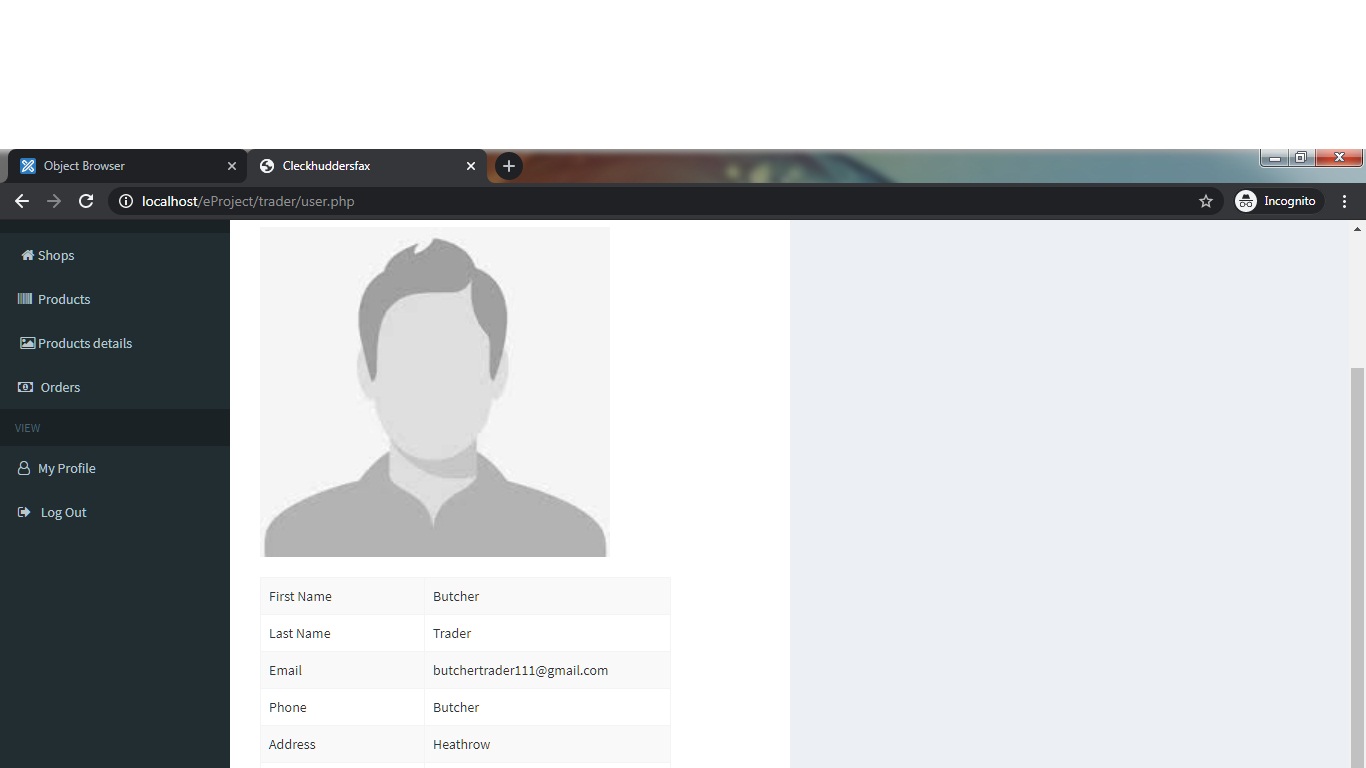 Object Browser
Cleckhuddersfax
localhost/eProject/trader/user.php
Incognito
Shops
Products
Products details
Orders
VIEW
My Profile
Log Out
First Name Butcher
Last Name Trader
Email butchertrader111@gmail.com
Phone Butcher
Address Heathrow